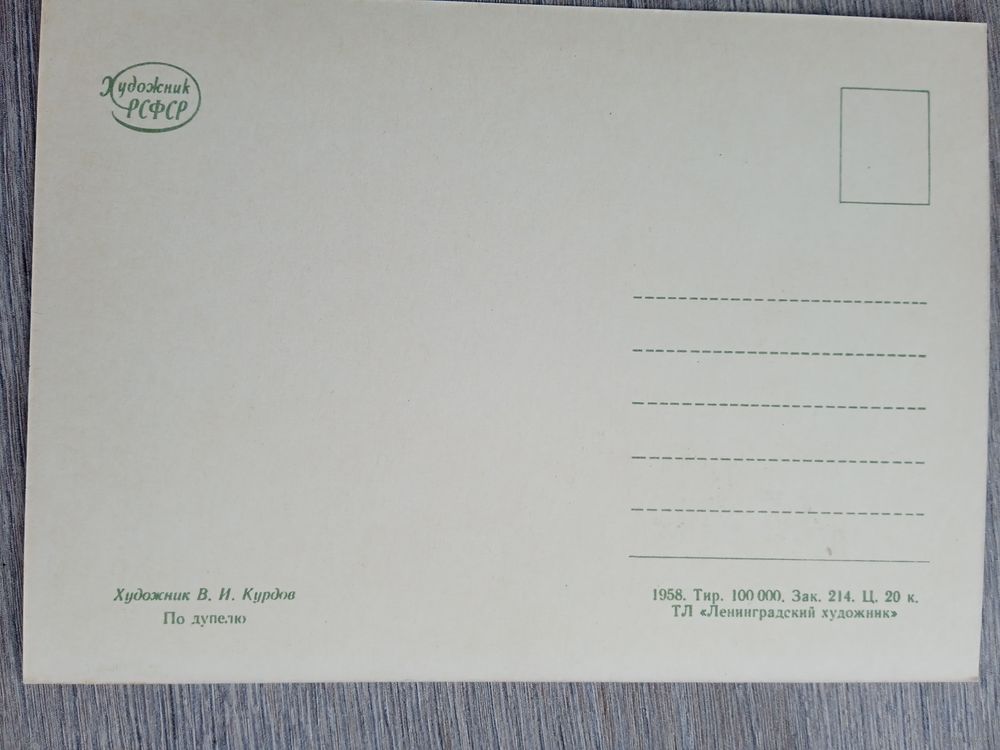 Художник
РСФСР
Художник В. И. Курдов
По дупелю
1958. Тир. 100 000. Зак. 214. Ц. 20 к.
ТЛ «Ленинградский художник»